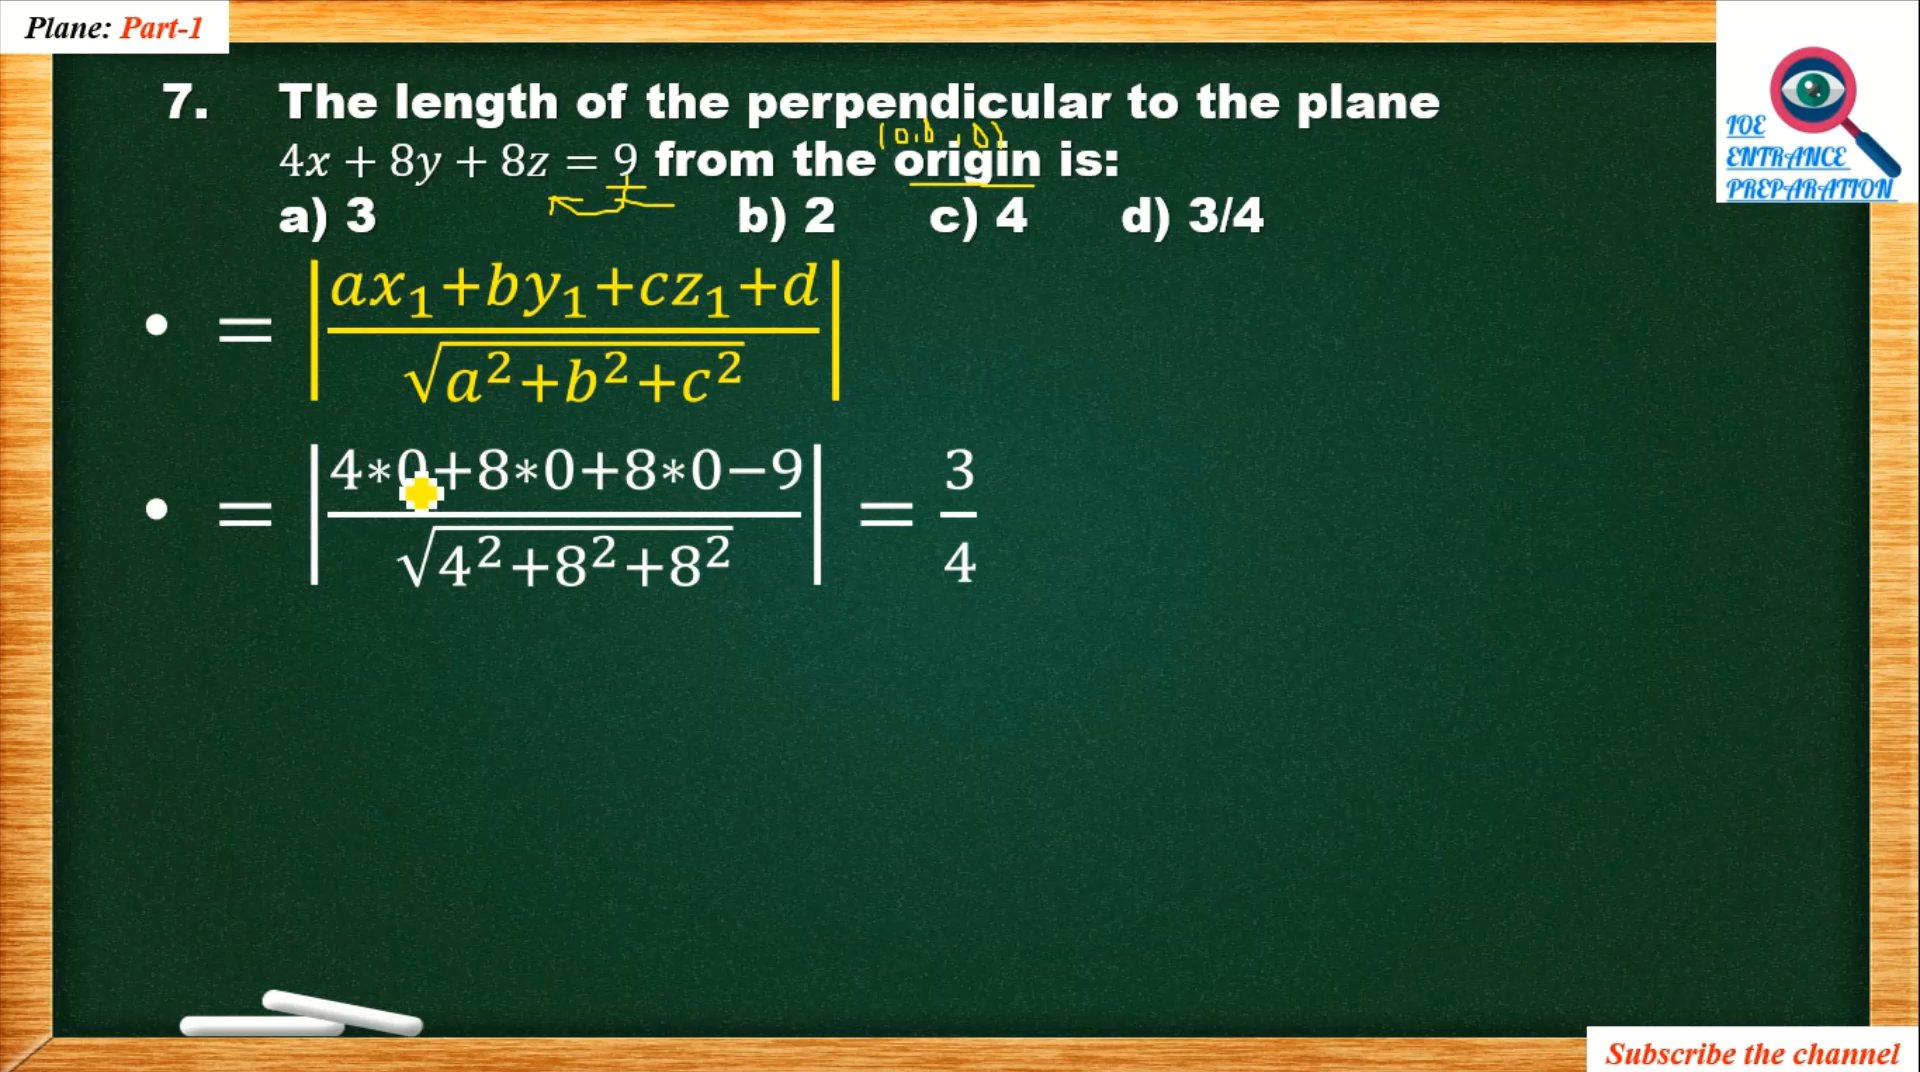 Plane: Part-1
IOE
ENTRANCE
PREPARATION
7. The length of the perpendicular to the plane
(0,0,0)
4x + 8y + 8z = 9 from the origin is:
a) 3 b) 2 c) 4 d) 3/4
• = |ax₁+by₁+cz₁+d / √a²+b²+c²|
• = |4*0+8*0+8*0−9 / √4²+8²+8²| = 3/4
Subscribe the channel